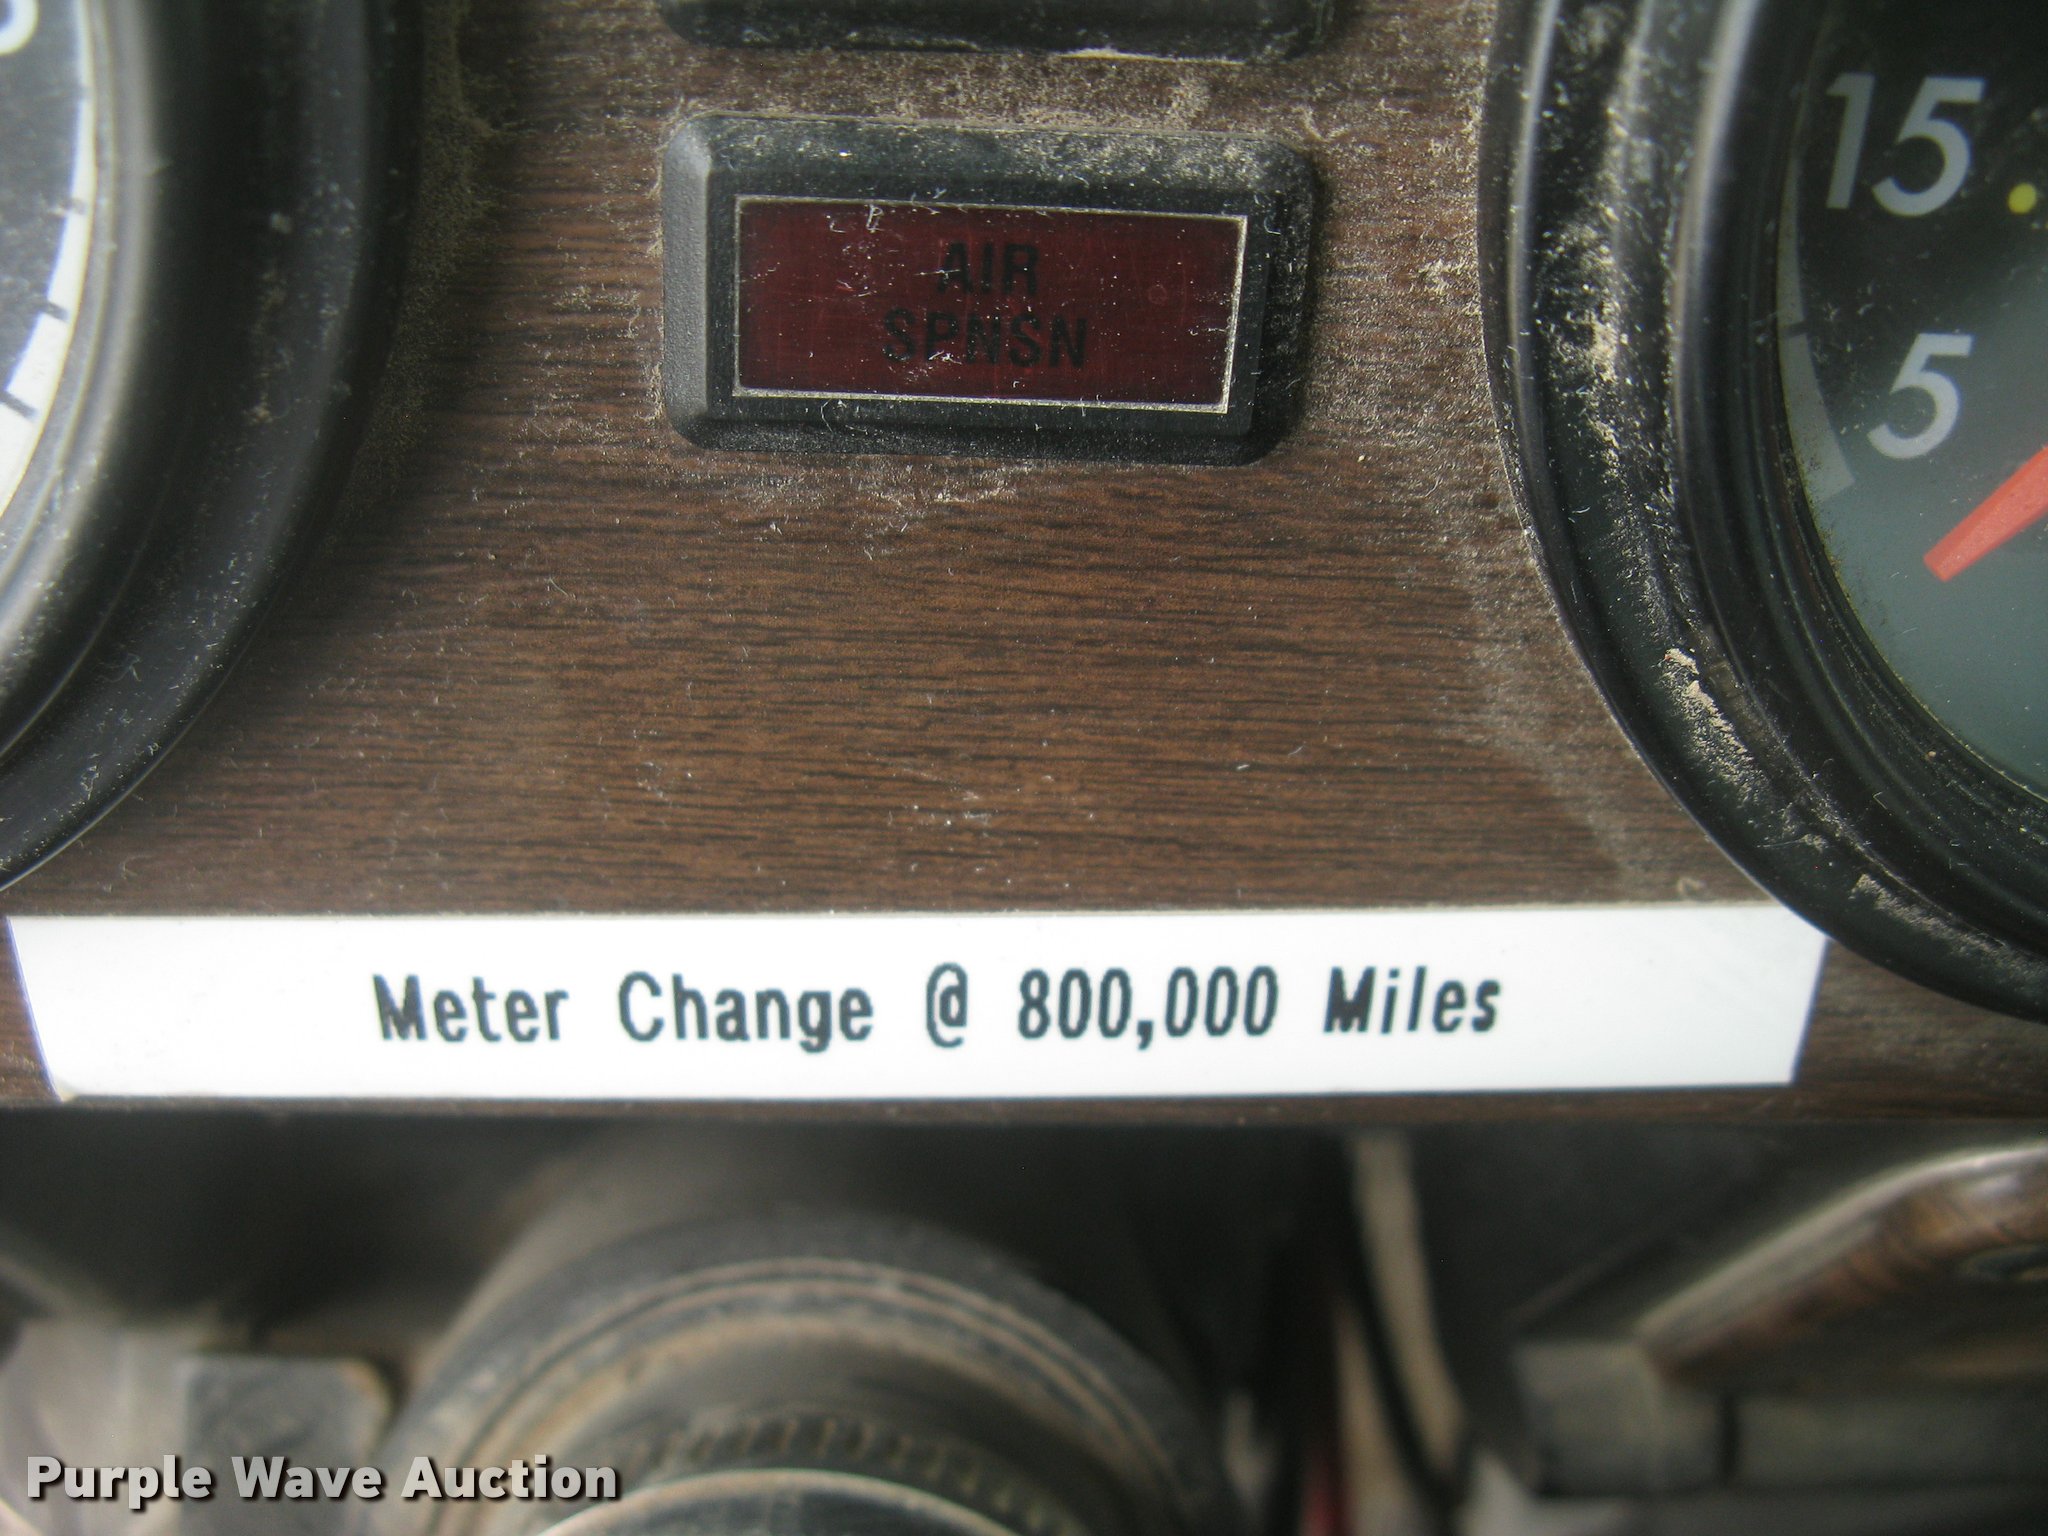 15
AIR
SPNSN
5
Meter Change @ 800,000 Miles
Purple Wave Auction